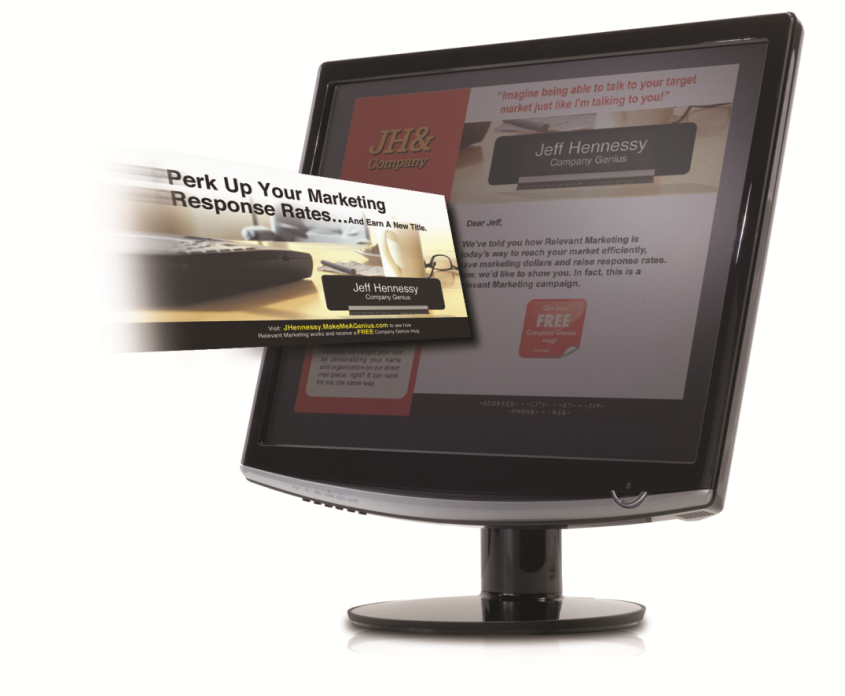 "Imagine being able to talk to your target
market just like I'm talking to you!"
JH&
Company
Jeff Hennessy
Company Genius
Dear Jeff,
We've told you how Relevant Marketing is
today's way to reach your market efficiently,
ave marketing dollars and raise response rates.
ow, we'd like to show you. In fact, this is a
evant Marketing campaign.
Get your
FREE
Company Genius
mug!
by personalizing your name
and organization on our direct
mail piece, right? It can work
for you the same way.
~ADDRESS~ · ~CITY~ · ~ST~ · ~ZIP~
~PHONE~ · ~WEB~
Perk Up Your Marketing
Response Rates...And Earn A New Title.
Jeff Hennessy
Company Genius
Visit: JHennessy.MakeMeAGenius.com to see how
Relevant Marketing works and receive a FREE Company Genius mug